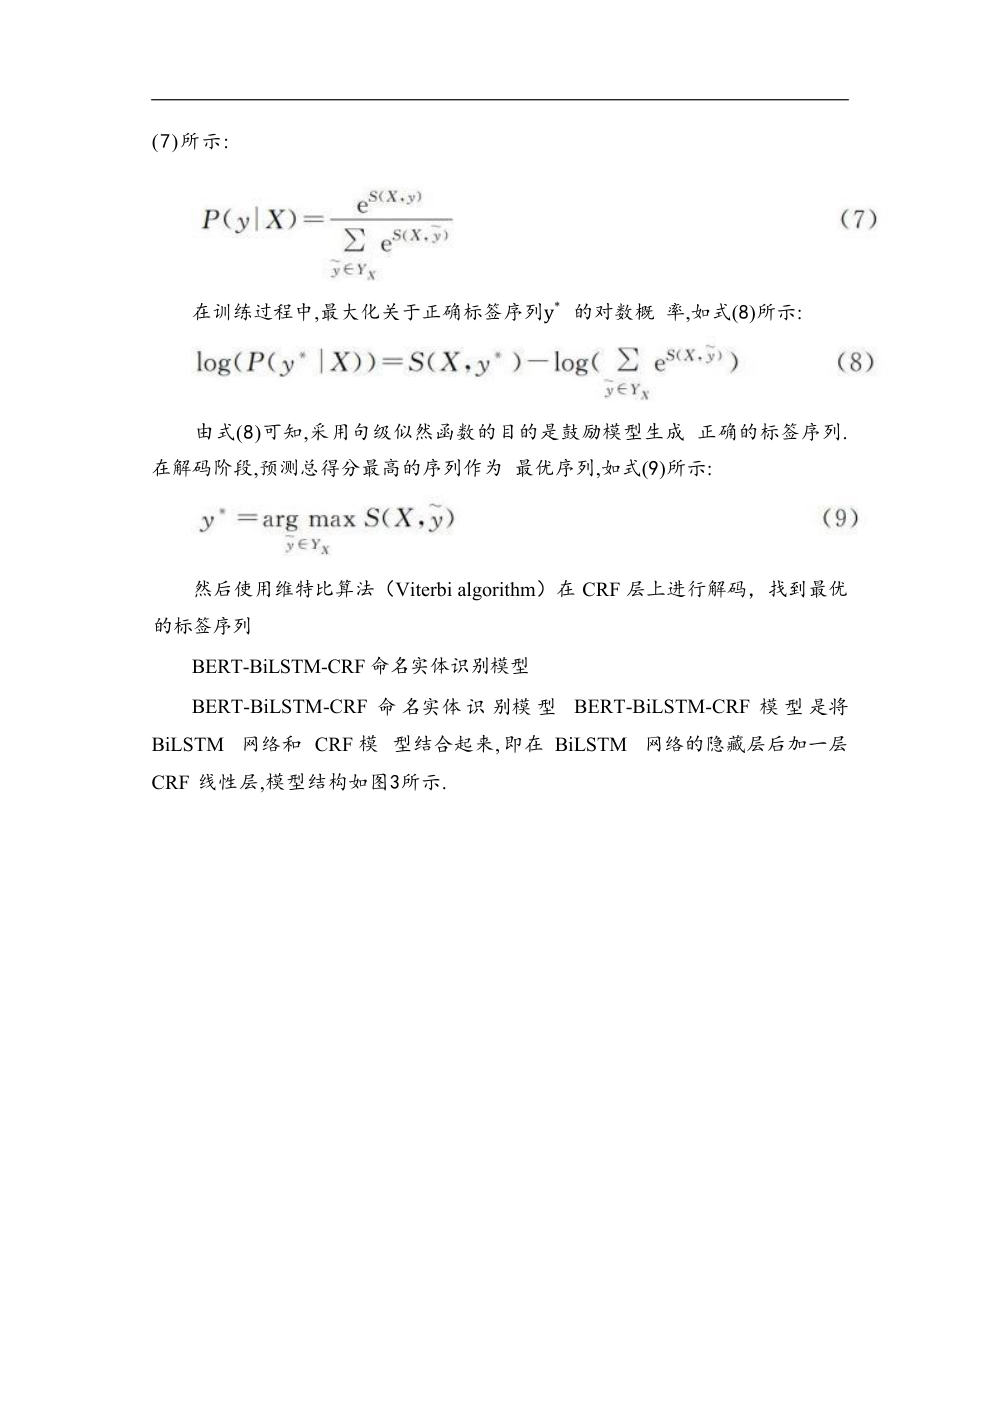 (7)所示:
P(y|X)=e^{S(X,y)} / ∑_{ỹ∈Y_X} e^{S(X,ỹ)} (7)
在训练过程中,最大化关于正确标签序列y* 的对数概 率,如式(8)所示:
log(P(y*|X))=S(X,y*)-log(∑_{ỹ∈Y_X} e^{S(X,ỹ)}) (8)
由式(8)可知,采用句级似然函数的目的是鼓励模型生成 正确的标签序列.
在解码阶段,预测总得分最高的序列作为 最优序列,如式(9)所示:
y*=arg max_{ỹ∈Y_X} S(X,ỹ) (9)
然后使用维特比算法（Viterbi algorithm）在 CRF 层上进行解码，找到最优
的标签序列
BERT-BiLSTM-CRF 命名实体识别模型
BERT-BiLSTM-CRF 命 名实体 识 别模 型 BERT-BiLSTM-CRF 模 型 是将
BiLSTM 网络和 CRF 模 型结合起来,即在 BiLSTM 网络的隐藏层后加一层
CRF 线性层,模型结构如图3所示.